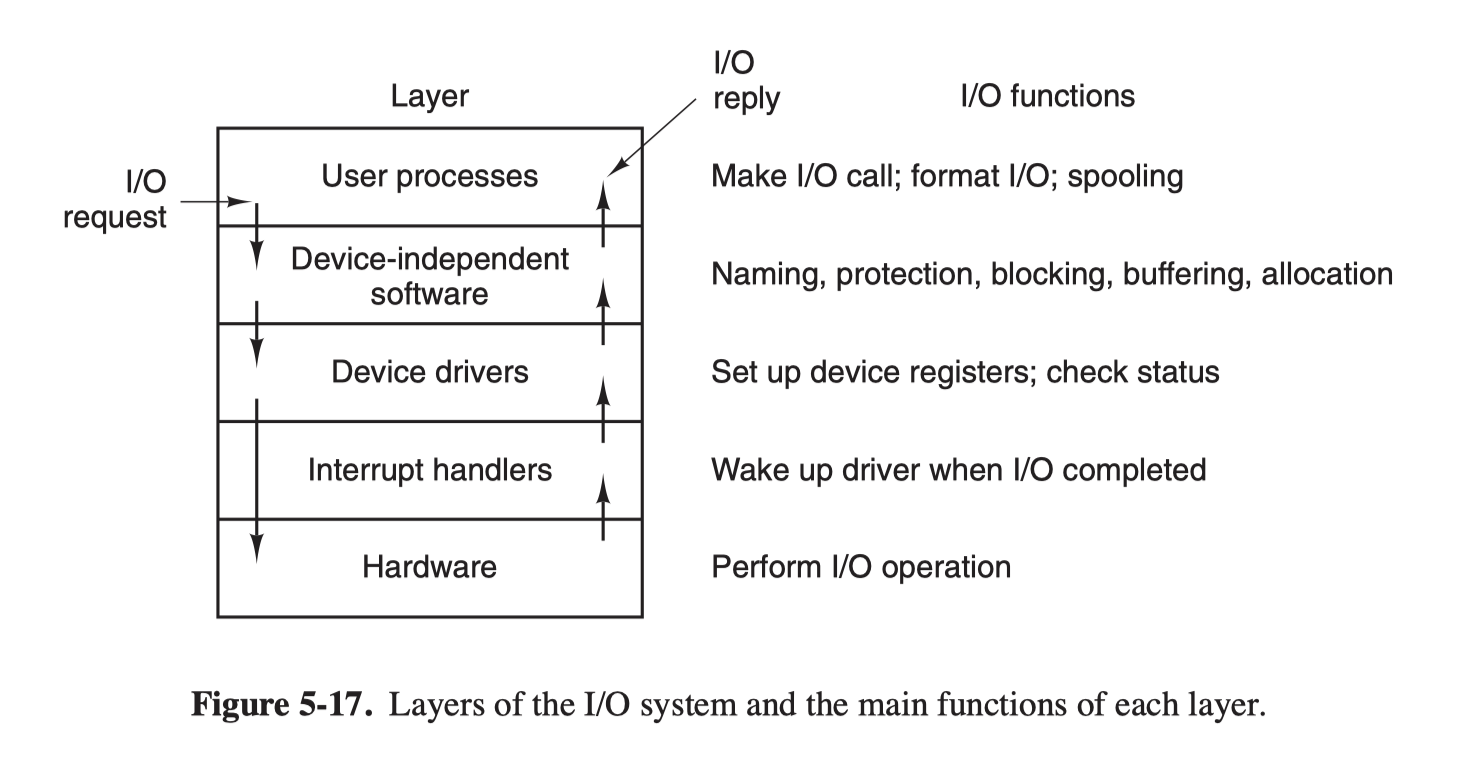 Layer
I/O
reply
I/O functions
I/O
request
User processes
Make I/O call; format I/O; spooling
Device-independent
software
Naming, protection, blocking, buffering, allocation
Device drivers
Set up device registers; check status
Interrupt handlers
Wake up driver when I/O completed
Hardware
Perform I/O operation
Figure 5-17. Layers of the I/O system and the main functions of each layer.